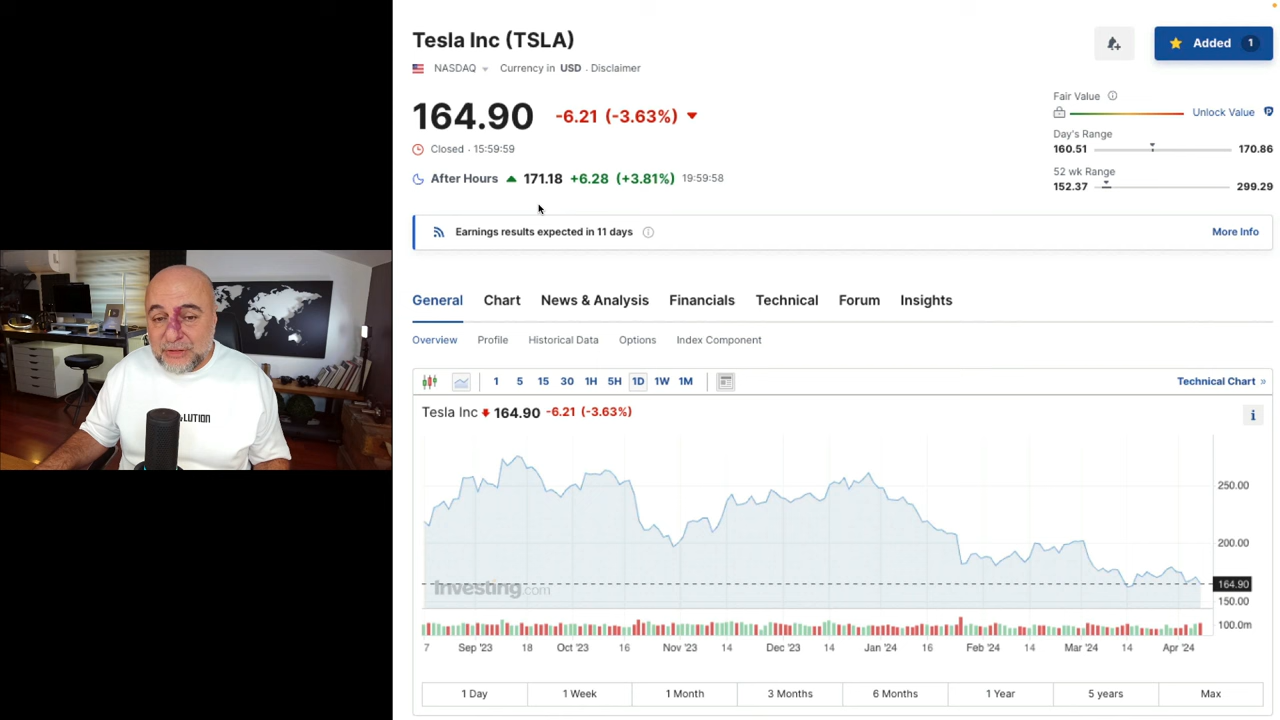 Tesla Inc (TSLA)
Added 1
NASDAQ Currency in USD . Disclaimer
164.90 -6.21 (-3.63%)
Fair Value
Unlock Value
Closed · 15:59:59
Day's Range
160.51 170.86
After Hours 171.18 +6.28 (+3.81%) 19:59:58
52 wk Range
152.37 299.29
Earnings results expected in 11 days
More Info
General Chart News & Analysis Financials Technical Forum Insights
Overview Profile Historical Data Options Index Component
1 5 15 30 1H 5H 1D 1W 1M
Technical Chart »
Tesla Inc 164.90 -6.21 (-3.63%)
250.00
200.00
164.90
150.00
100.0m
Investing.com
7 Sep '23 18 Oct '23 16 Nov '23 14 Dec '23 14 Jan '24 16 Feb '24 14 Mar '24 14 Apr '24
1 Day 1 Week 1 Month 3 Months 6 Months 1 Year 5 years Max